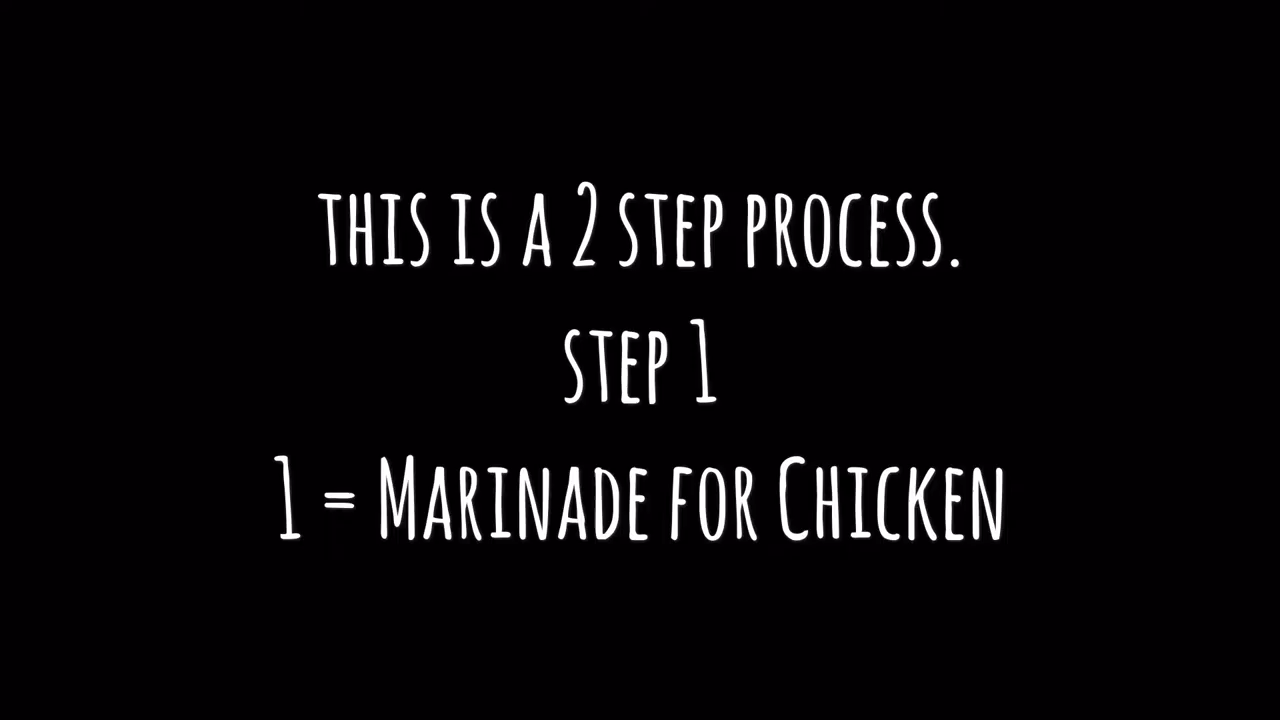 THIS IS A 2 STEP PROCESS.
STEP 1
1 = MARINADE FOR CHICKEN